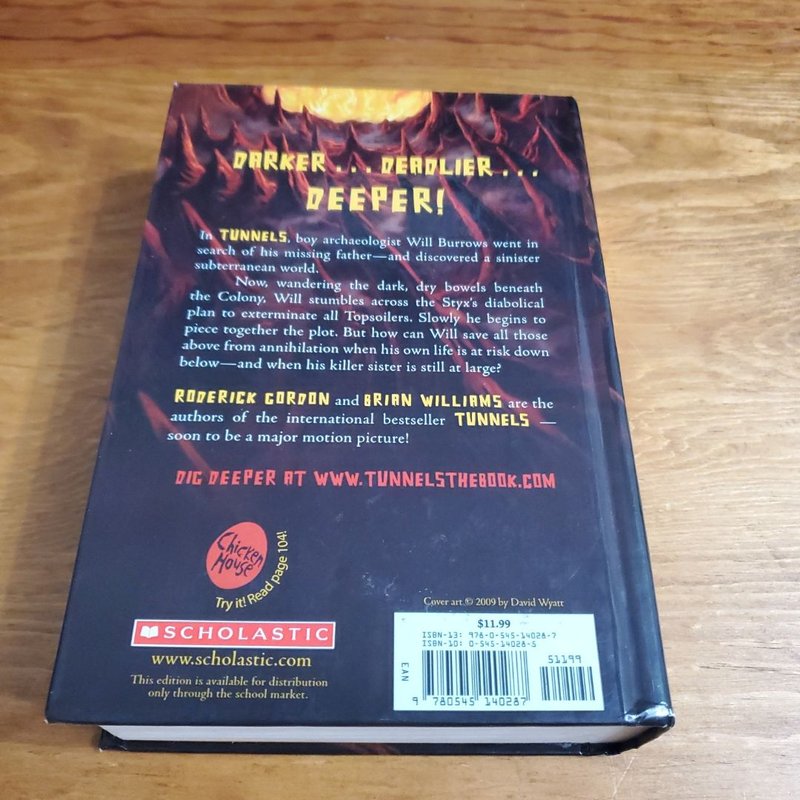 DARKER . . . DEADLIER . . .
DEEPER!
In TUNNELS, boy archaeologist Will Burrows went in
search of his missing father—and discovered a sinister
subterranean world.
Now, wandering the dark, dry bowels beneath
the Colony, Will stumbles across the Styx's diabolical
plan to exterminate all Topsoilers. Slowly he begins to
piece together the plot. But how can Will save all those
above from annihilation when his own life is at risk down
below—and when his killer sister is still at large?
RODERICK GORDON and BRIAN WILLIAMS are the
authors of the international bestseller TUNNELS —
soon to be a major motion picture!
DIG DEEPER AT WWW.TUNNELSTHEBOOK.COM
Chicken
House
Try it! Read page 104!
SCHOLASTIC
www.scholastic.com
This edition is available for distribution
only through the school market.
Cover art © 2009 by David Wyatt
$11.99
ISBN-13: 978-0-545-14028-7
ISBN-10: 0-545-14028-5
51199
EAN
9 780545 140287